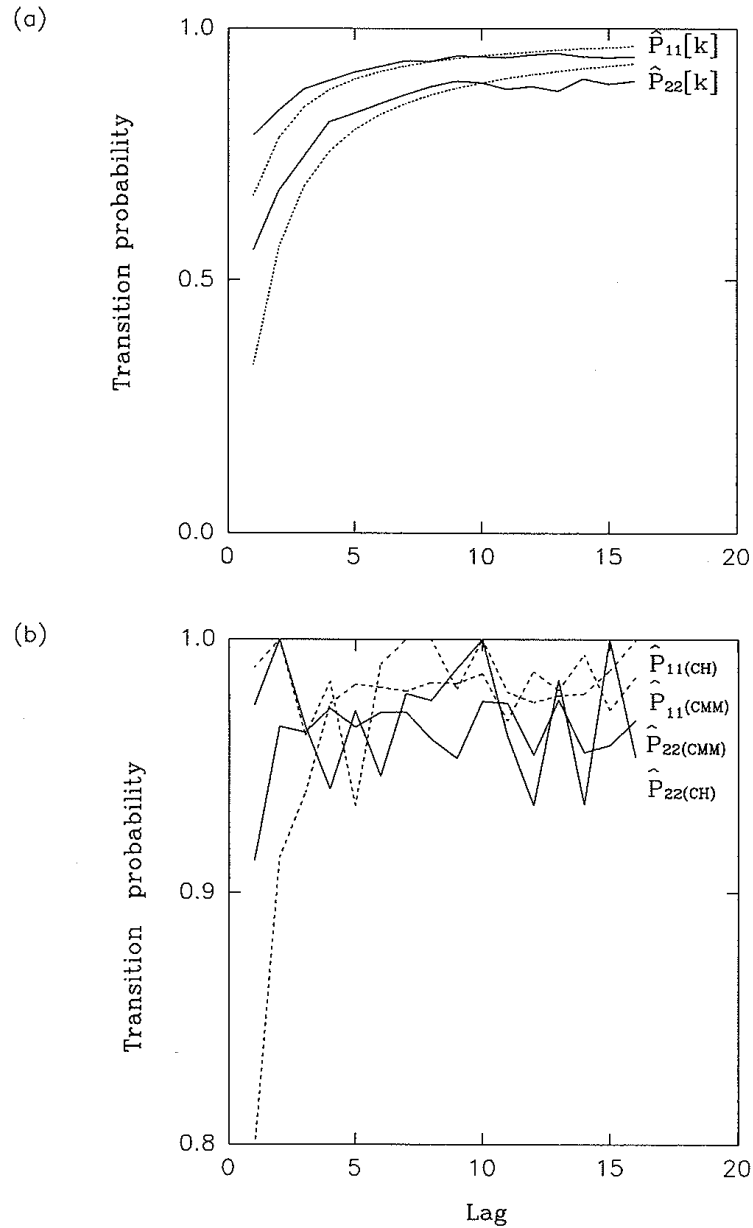 (a)
1.0
P̂₁₁[k]
P̂₂₂[k]
Transition probability
0.5
0.0
0
5
10
15
20
(b)
1.0
P̂₁₁(CH)
P̂₁₁(CMM)
P̂₂₂(CMM)
P̂₂₂(CH)
Transition probability
0.9
0.8
0
5
10
15
20
Lag